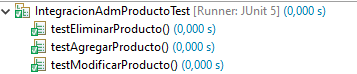 IntegracionAdmProductoTest [Runner: JUnit 5] (0,000 s)
testEliminarProducto() (0,000 s)
testAgregarProducto() (0,000 s)
testModificarProducto() (0,000 s)